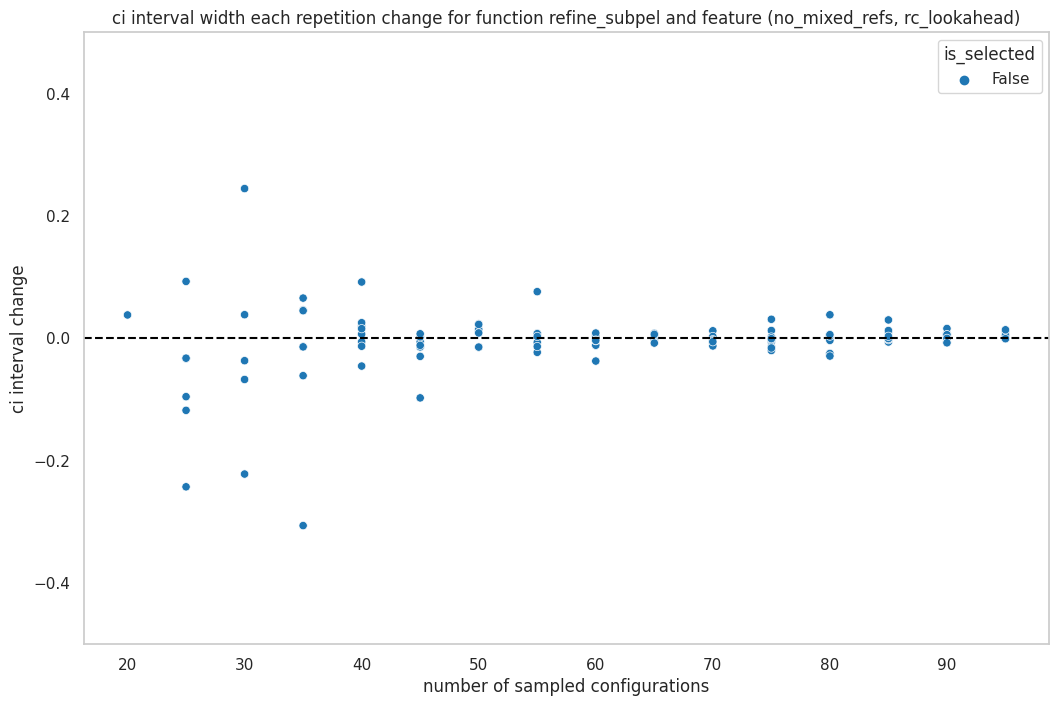 ci interval width each repetition change for function refine_subpel and feature (no_mixed_refs, rc_lookahead)
is_selected
False
ci interval change
0.4
0.2
0.0
−0.2
−0.4
20 30 40 50 60 70 80 90
number of sampled configurations